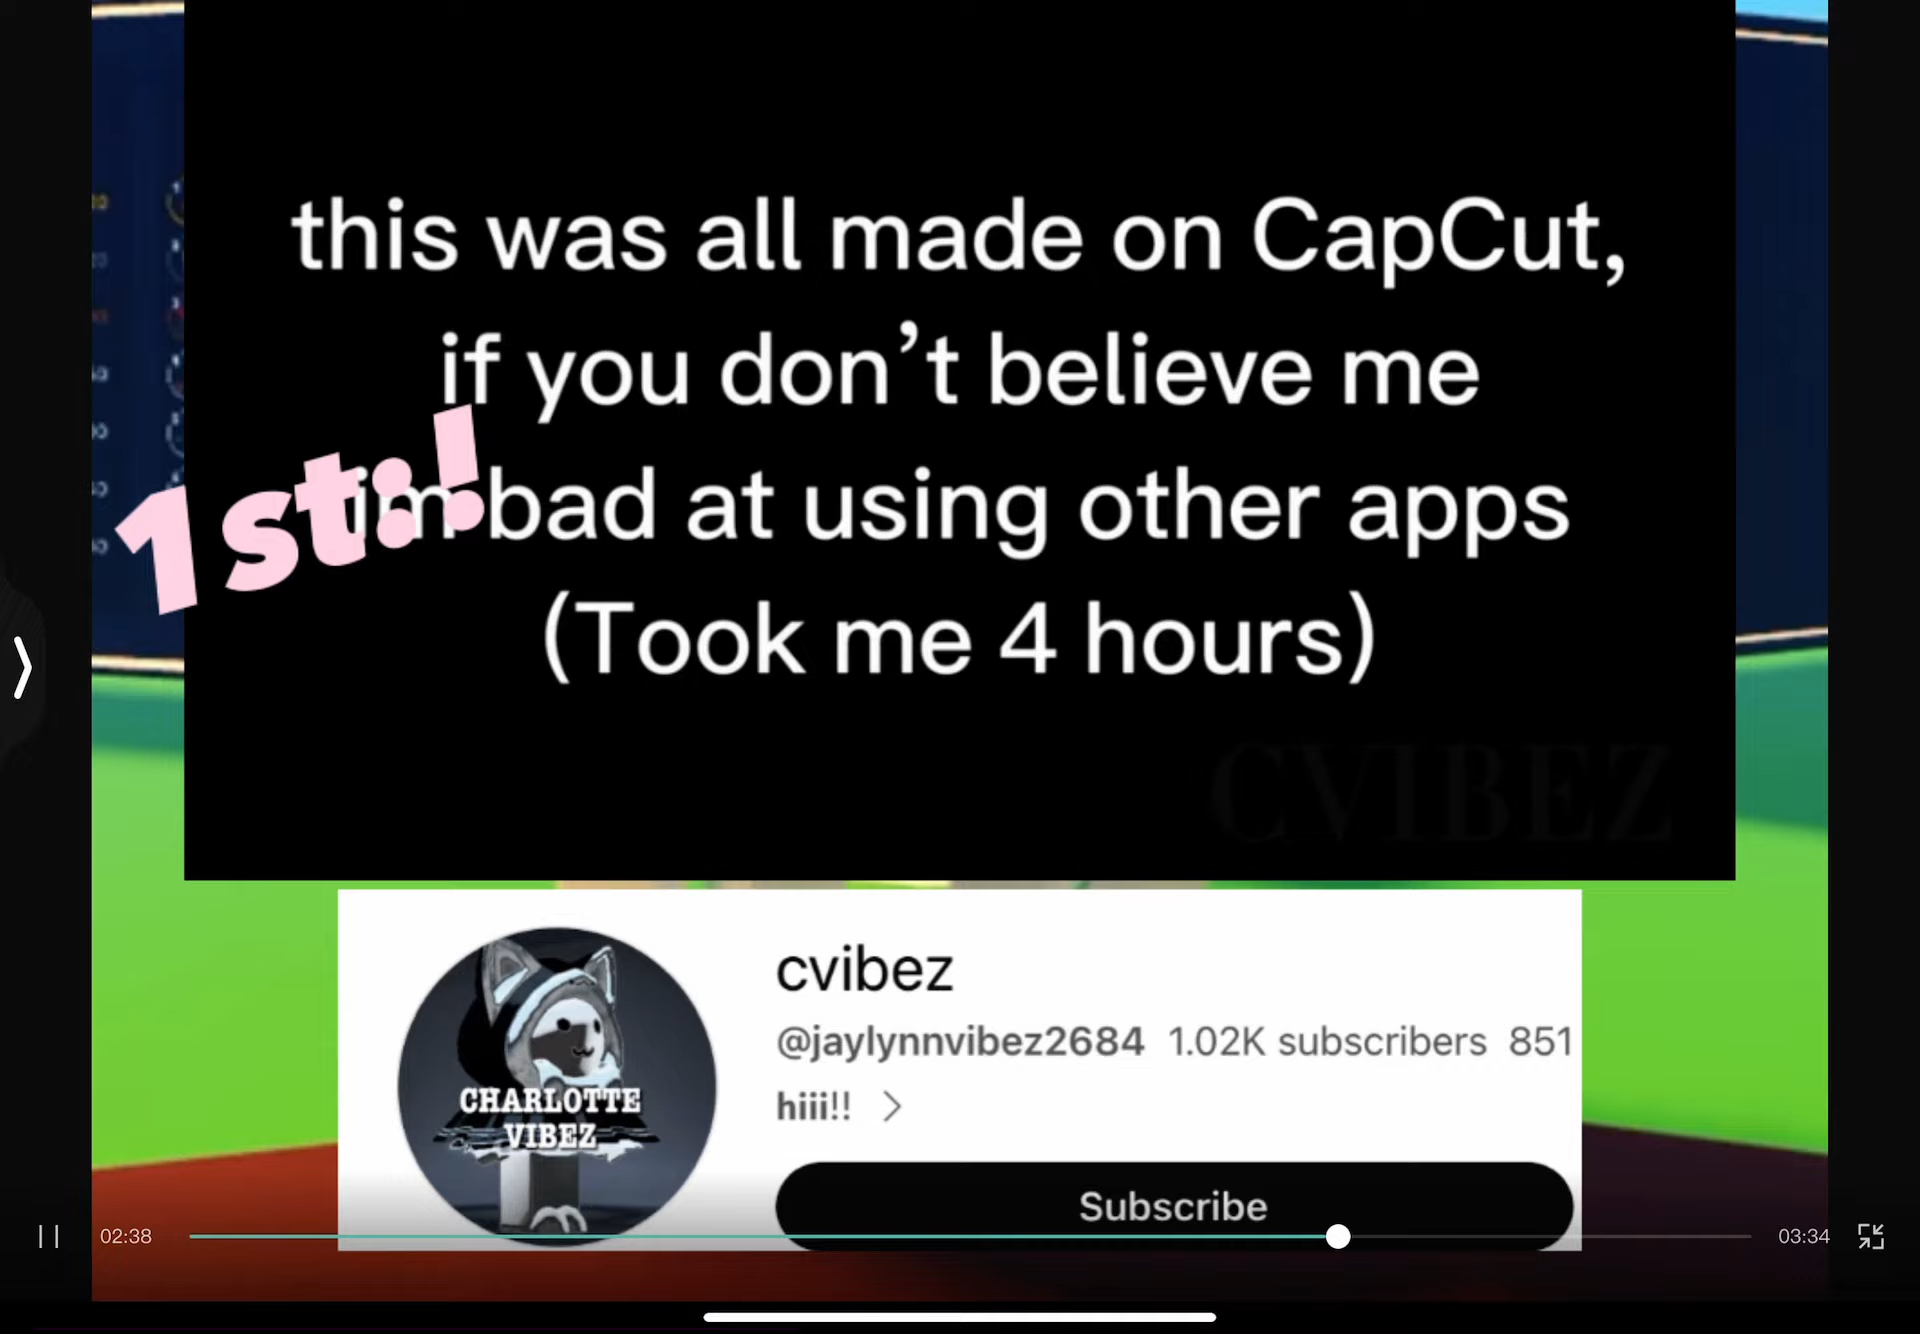 this was all made on CapCut,
if you don’t believe me
im bad at using other apps
(Took me 4 hours)
1st:!
CVIBEZ
cvibez
@jaylynnvibez2684 1.02K subscribers 851
hiii!! >
CHARLOTTE
VIBEZ
Subscribe
02:38
03:34